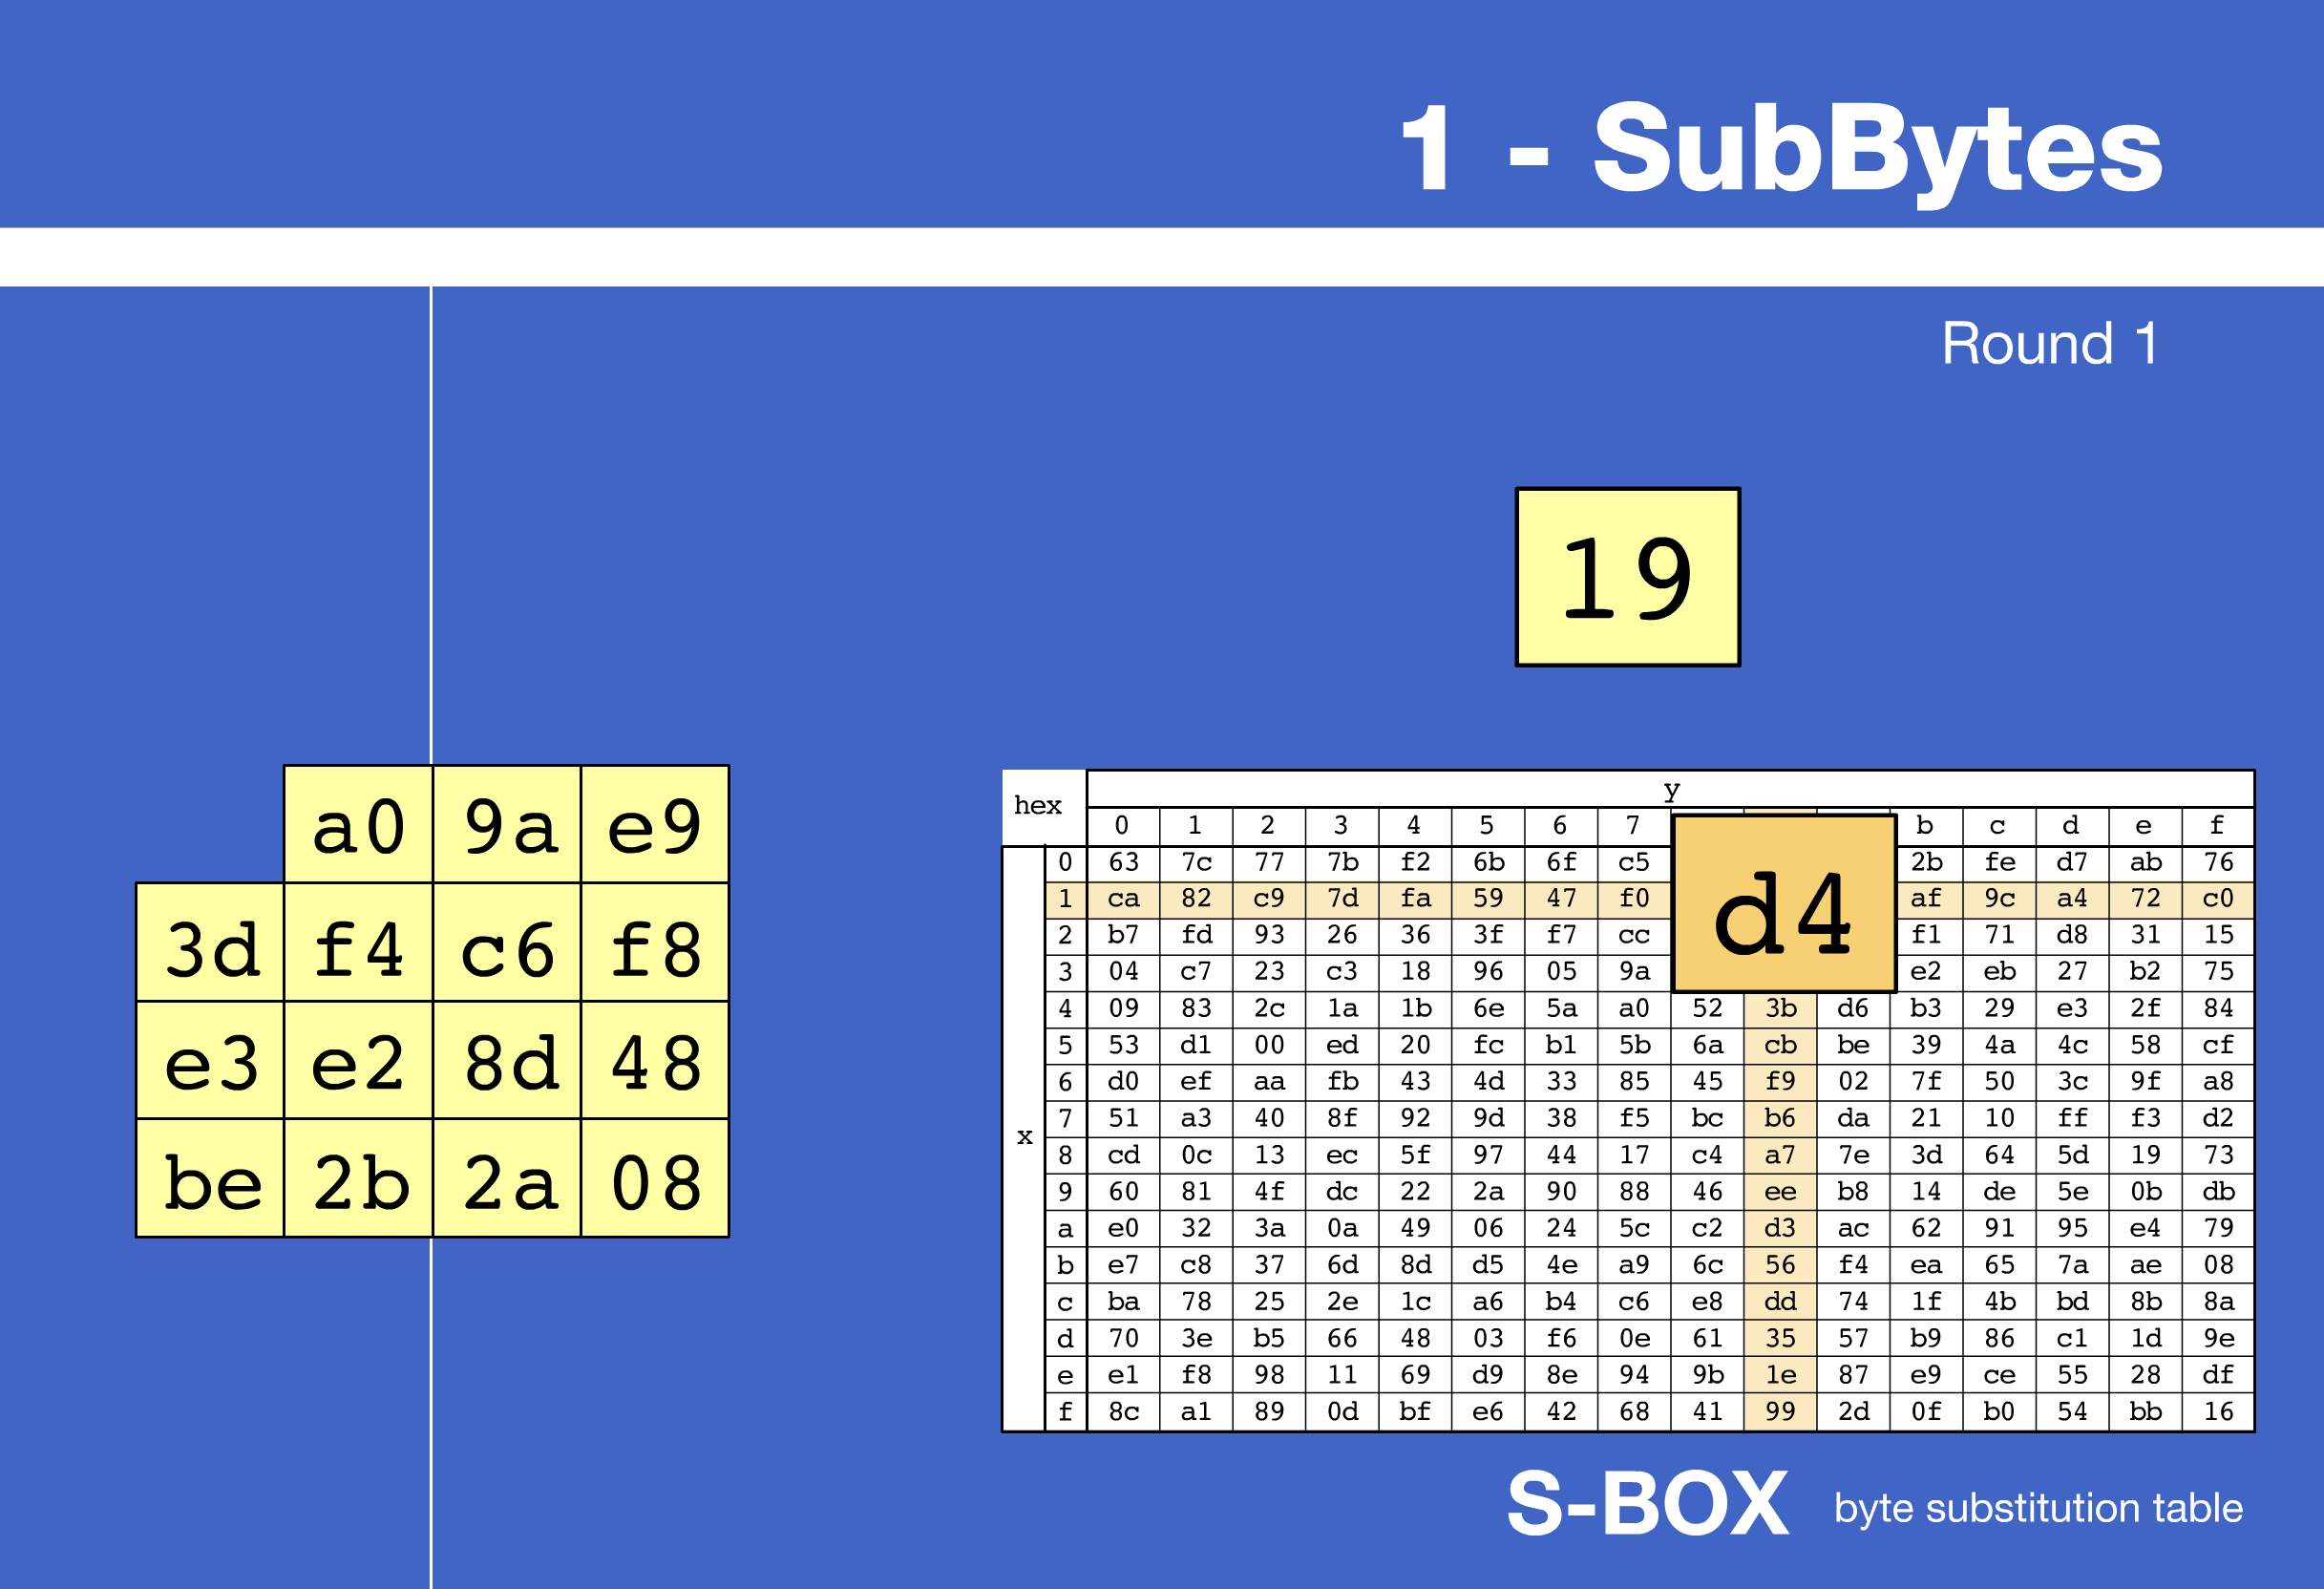 1 - SubBytes
Round 1
19
a0 9a e9
3d f4 c6 f8
e3 e2 8d 48
be 2b 2a 08
hex y
0 1 2 3 4 5 6 7 b c d e f
0 63 7c 77 7b f2 6b 6f c5 2b fe d7 ab 76
1 ca 82 c9 7d fa 59 47 f0 d4 af 9c a4 72 c0
2 b7 fd 93 26 36 3f f7 cc f1 71 d8 31 15
3 04 c7 23 c3 18 96 05 9a e2 eb 27 b2 75
4 09 83 2c 1a 1b 6e 5a a0 52 3b d6 b3 29 e3 2f 84
5 53 d1 00 ed 20 fc b1 5b 6a cb be 39 4a 4c 58 cf
6 d0 ef aa fb 43 4d 33 85 45 f9 02 7f 50 3c 9f a8
x 7 51 a3 40 8f 92 9d 38 f5 bc b6 da 21 10 ff f3 d2
8 cd 0c 13 ec 5f 97 44 17 c4 a7 7e 3d 64 5d 19 73
9 60 81 4f dc 22 2a 90 88 46 ee b8 14 de 5e 0b db
a e0 32 3a 0a 49 06 24 5c c2 d3 ac 62 91 95 e4 79
b e7 c8 37 6d 8d d5 4e a9 6c 56 f4 ea 65 7a ae 08
c ba 78 25 2e 1c a6 b4 c6 e8 dd 74 1f 4b bd 8b 8a
d 70 3e b5 66 48 03 f6 0e 61 35 57 b9 86 c1 1d 9e
e e1 f8 98 11 69 d9 8e 94 9b 1e 87 e9 ce 55 28 df
f 8c a1 89 0d bf e6 42 68 41 99 2d 0f b0 54 bb 16
S-BOX byte substitution table